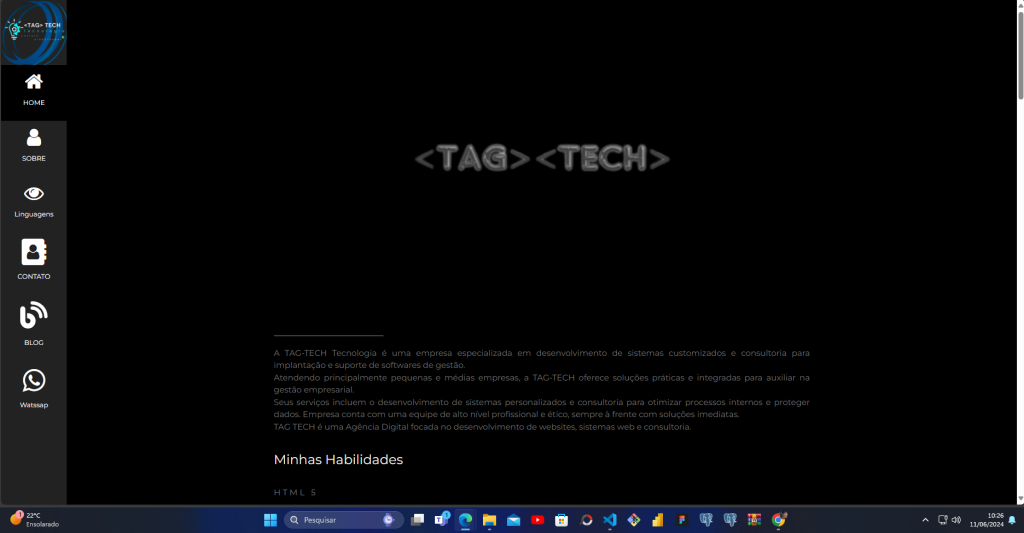 <TAG> TECH
HOME
SOBRE
Linguagens
CONTATO
BLOG
Watssap
<TAG><TECH>
A TAG-TECH Tecnologia é uma empresa especializada em desenvolvimento de sistemas customizados e consultoria para
implantação e suporte de softwares de gestão.
Atendendo principalmente pequenas e médias empresas, a TAG-TECH oferece soluções práticas e integradas para auxiliar na
gestão empresarial.
Seus serviços incluem o desenvolvimento de sistemas personalizados e consultoria para otimizar processos internos e proteger
dados. Empresa conta com uma equipe de alto nível profissional e ético, sempre à frente com soluções imediatas.
TAG TECH é uma Agência Digital focada no desenvolvimento de websites, sistemas web e consultoria.
Minhas Habilidades
HTML 5
1
22°C
Ensolarado
Pesquisar
1
10:26
11/06/2024